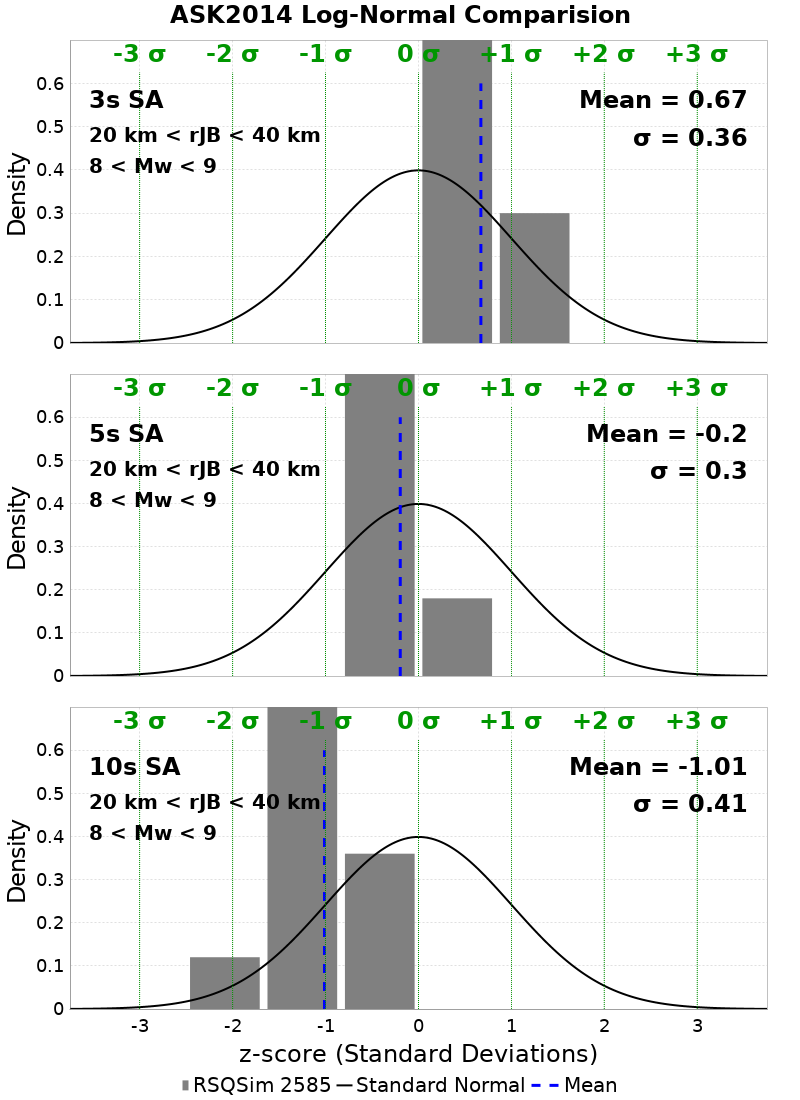 ASK2014 Log-Normal Comparision
-3 σ -2 σ -1 σ 0 σ +1 σ +2 σ +3 σ
0.6
3s SA Mean = 0.67
0.5
20 km < rJB < 40 km σ = 0.36
8 < Mw < 9
0.4
Density
0.3
0.2
0.1
0
-3 σ -2 σ -1 σ 0 σ +1 σ +2 σ +3 σ
0.6
5s SA Mean = -0.2
0.5
20 km < rJB < 40 km σ = 0.3
8 < Mw < 9
0.4
Density
0.3
0.2
0.1
0
-3 σ -2 σ -1 σ 0 σ +1 σ +2 σ +3 σ
0.6
10s SA Mean = -1.01
0.5
20 km < rJB < 40 km σ = 0.41
8 < Mw < 9
0.4
Density
0.3
0.2
0.1
0
-3 -2 -1 0 1 2 3
z-score (Standard Deviations)
RSQSim 2585 Standard Normal Mean